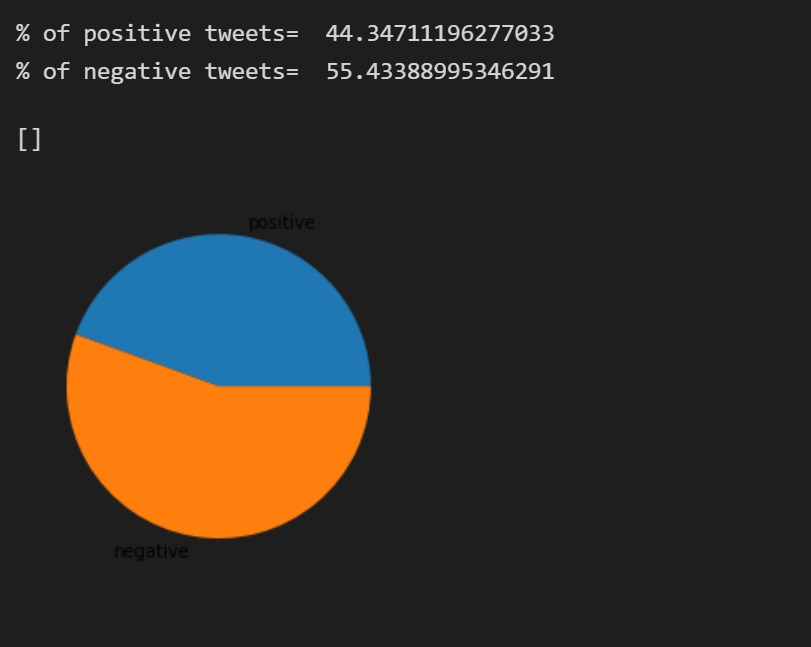 % of positive tweets=  44.34711196277033
% of negative tweets=  55.43388995346291
[]
positive
negative